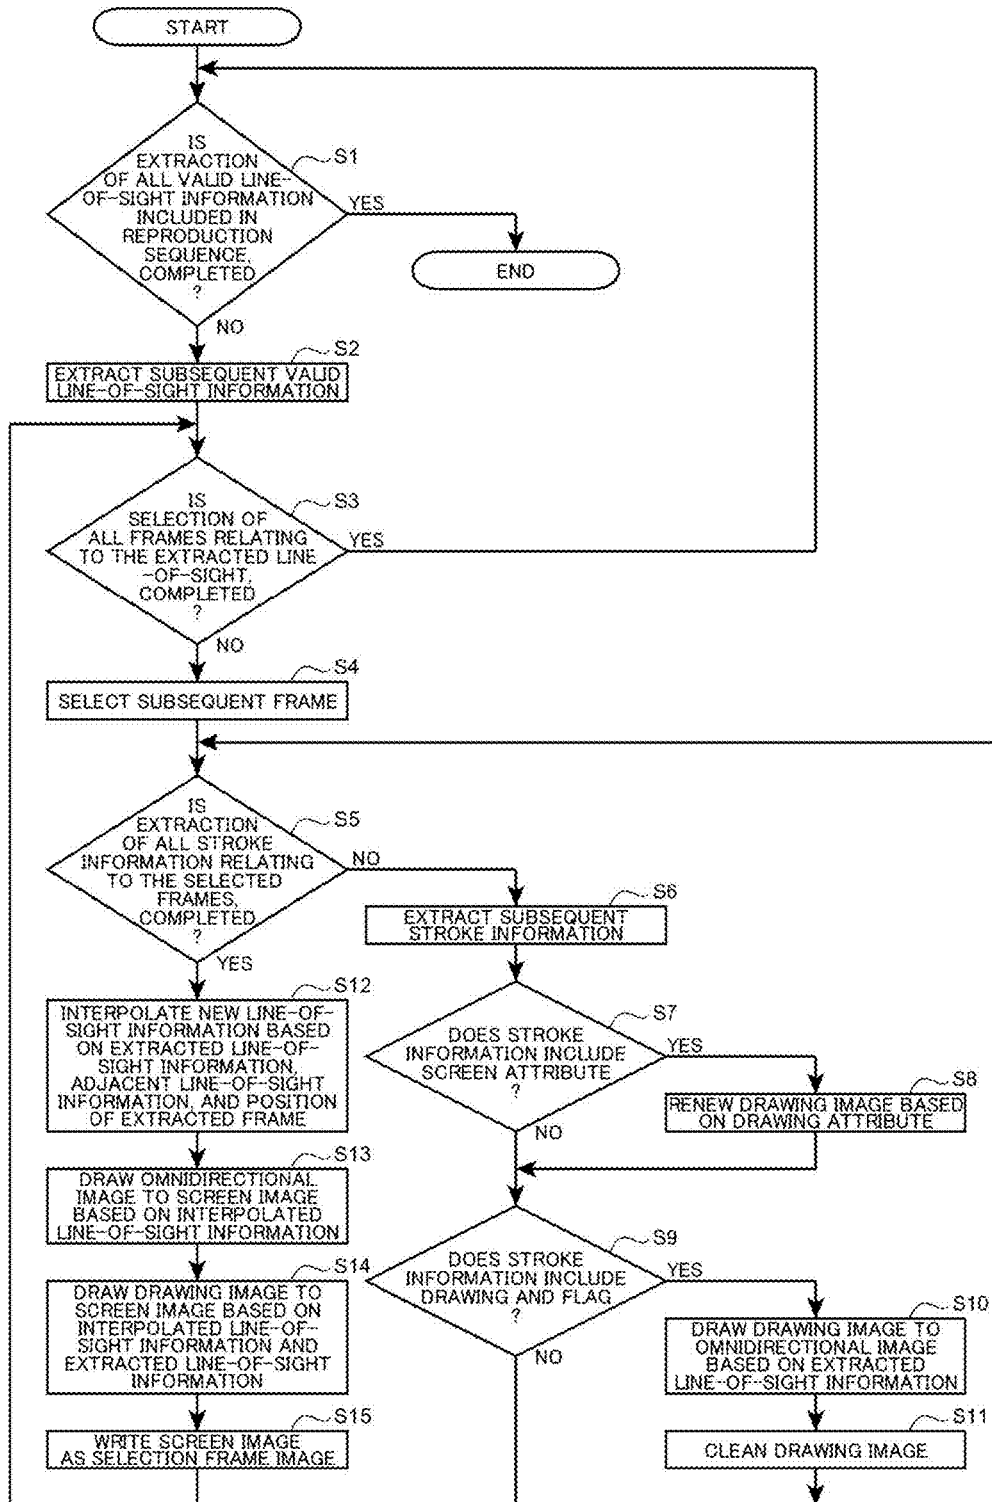 START
IS
EXTRACTION
OF ALL VALID LINE-
OF-SIGHT INFORMATION
INCLUDED IN
REPRODUCTION
SEQUENCE,
COMPLETED
?
S1
YES
END
NO
S2
EXTRACT SUBSEQUENT VALID
LINE-OF-SIGHT INFORMATION
IS
SELECTION OF
ALL FRAMES RELATING
TO THE EXTRACTED LINE
-OF-SIGHT,
COMPLETED
?
S3
YES
NO
S4
SELECT SUBSEQUENT FRAME
IS
EXTRACTION
OF ALL STROKE
INFORMATION RELATING
TO THE SELECTED
FRAMES,
COMPLETED
?
S5
NO
YES
S6
EXTRACT SUBSEQUENT
STROKE INFORMATION
S7
DOES STROKE
INFORMATION INCLUDE
SCREEN ATTRIBUTE
?
YES
NO
S8
RENEW DRAWING IMAGE BASED
ON DRAWING ATTRIBUTE
S9
DOES STROKE
INFORMATION INCLUDE
DRAWING AND FLAG
?
YES
NO
S10
DRAW DRAWING IMAGE TO
OMNIDIRECTIONAL IMAGE
BASED ON EXTRACTED
LINE-OF-SIGHT INFORMATION
S11
CLEAN DRAWING IMAGE
S12
INTERPOLATE NEW LINE-OF-
SIGHT INFORMATION BASED
ON EXTRACTED LINE-OF-
SIGHT INFORMATION,
ADJACENT LINE-OF-SIGHT
INFORMATION, AND POSITION
OF EXTRACTED FRAME
S13
DRAW OMNIDIRECTIONAL
IMAGE TO SCREEN IMAGE
BASED ON INTERPOLATED
LINE-OF-SIGHT INFORMATION
S14
DRAW DRAWING IMAGE TO
SCREEN IMAGE BASED ON
INTERPOLATED LINE-OF-
SIGHT INFORMATION AND
EXTRACTED LINE-OF-SIGHT
INFORMATION
S15
WRITE SCREEN IMAGE
AS SELECTION FRAME IMAGE